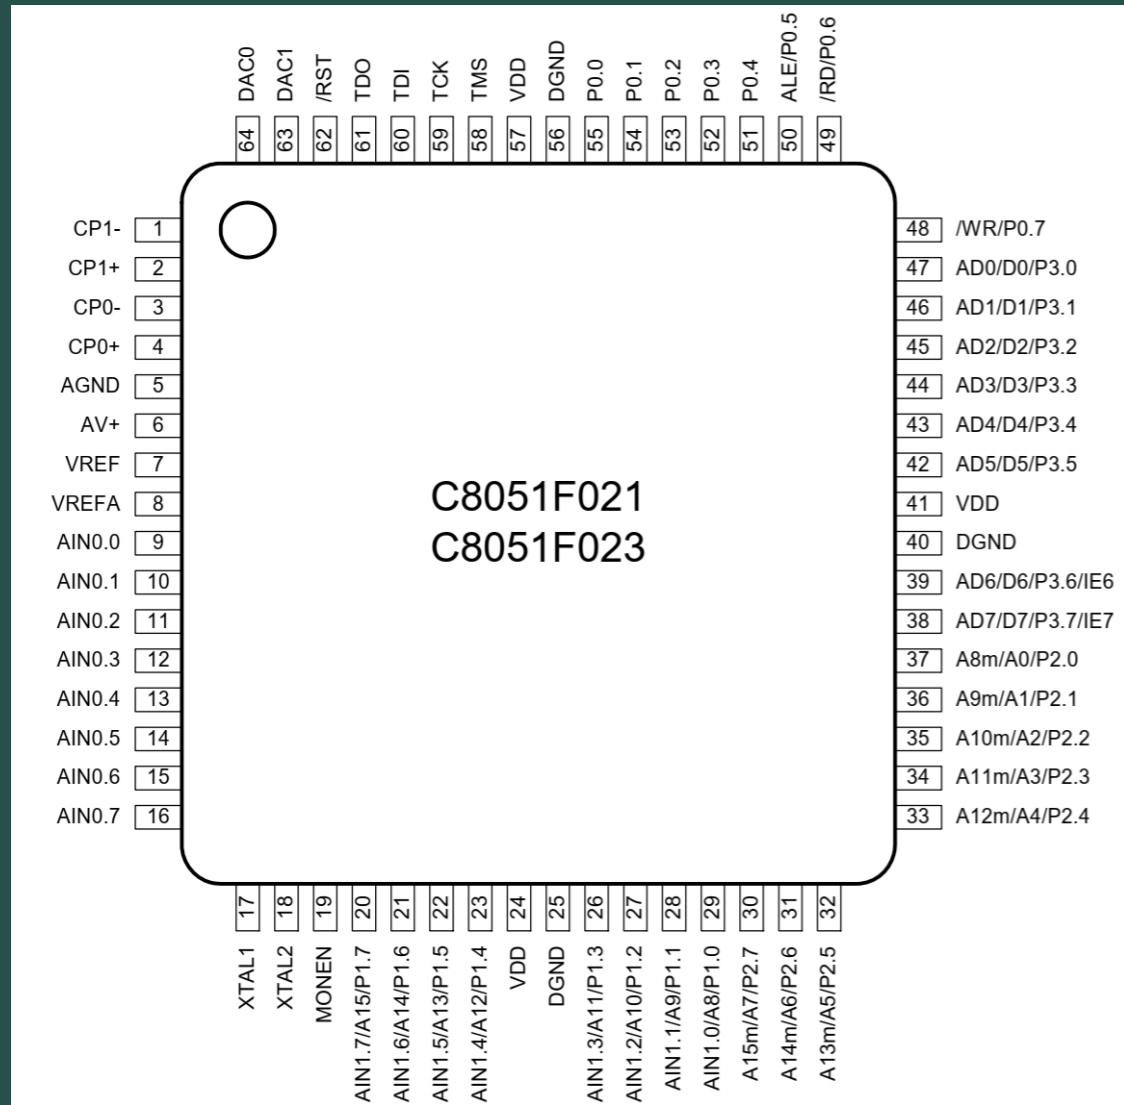 DAC0
DAC1
/RST
TDO
TDI
TCK
TMS
VDD
DGND
P0.0
P0.1
P0.2
P0.3
P0.4
ALE/P0.5
/RD/P0.6
64
63
62
61
60
59
58
57
56
55
54
53
52
51
50
49
CP1- 1
CP1+ 2
CP0- 3
CP0+ 4
AGND 5
AV+ 6
VREF 7
VREFA 8
AIN0.0 9
AIN0.1 10
AIN0.2 11
AIN0.3 12
AIN0.4 13
AIN0.5 14
AIN0.6 15
AIN0.7 16
C8051F021
C8051F023
48 /WR/P0.7
47 AD0/D0/P3.0
46 AD1/D1/P3.1
45 AD2/D2/P3.2
44 AD3/D3/P3.3
43 AD4/D4/P3.4
42 AD5/D5/P3.5
41 VDD
40 DGND
39 AD6/D6/P3.6/IE6
38 AD7/D7/P3.7/IE7
37 A8m/A0/P2.0
36 A9m/A1/P2.1
35 A10m/A2/P2.2
34 A11m/A3/P2.3
33 A12m/A4/P2.4
17
18
19
20
21
22
23
24
25
26
27
28
29
30
31
32
XTAL1
XTAL2
MONEN
AIN1.7/A15/P1.7
AIN1.6/A14/P1.6
AIN1.5/A13/P1.5
AIN1.4/A12/P1.4
VDD
DGND
AIN1.3/A11/P1.3
AIN1.2/A10/P1.2
AIN1.1/A9/P1.1
AIN1.0/A8/P1.0
A15m/A7/P2.7
A14m/A6/P2.6
A13m/A5/P2.5